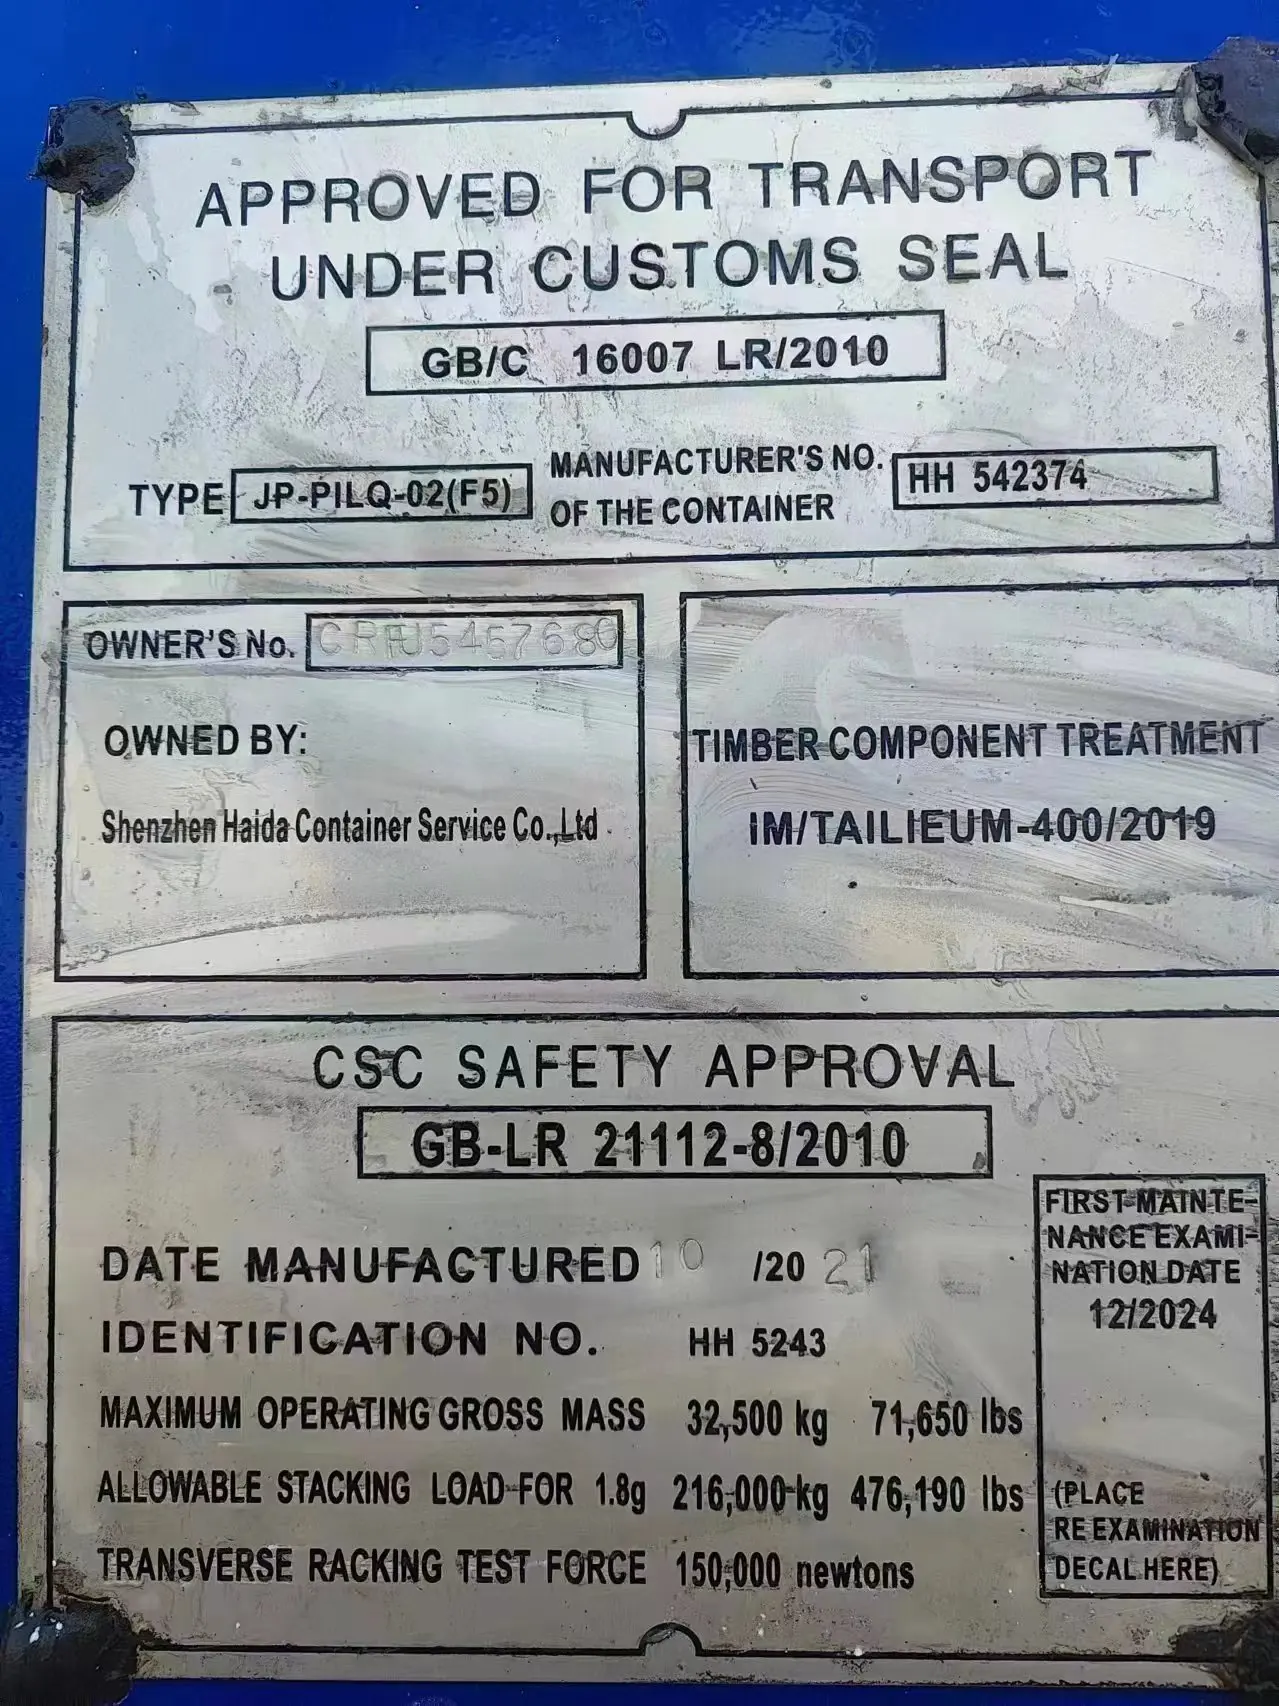 APPROVED FOR TRANSPORT
UNDER CUSTOMS SEAL
GB/C 16007 LR/2010
TYPE JP-PILQ-02(F5) MANUFACTURER'S NO. OF THE CONTAINER HH 542374
OWNER'S No.
OWNED BY:
Shenzhen Haida Container Service Co.,Ltd
TIMBER COMPONENT TREATMENT
IM/TAILIEUM-400/2019
CSC SAFETY APPROVAL
GB-LR 21112-8/2010
DATE MANUFACTURED 10 /20 21
IDENTIFICATION NO. HH 5243
MAXIMUM OPERATING GROSS MASS 32,500 kg 71,650 lbs
ALLOWABLE STACKING LOAD FOR 1.8g 216,000 kg 476,190 lbs
TRANSVERSE RACKING TEST FORCE 150,000 newtons
FIRST MAINTE-
NANCE EXAMI-
NATION DATE
12/2024
(PLACE
RE EXAMINATION
DECAL HERE)